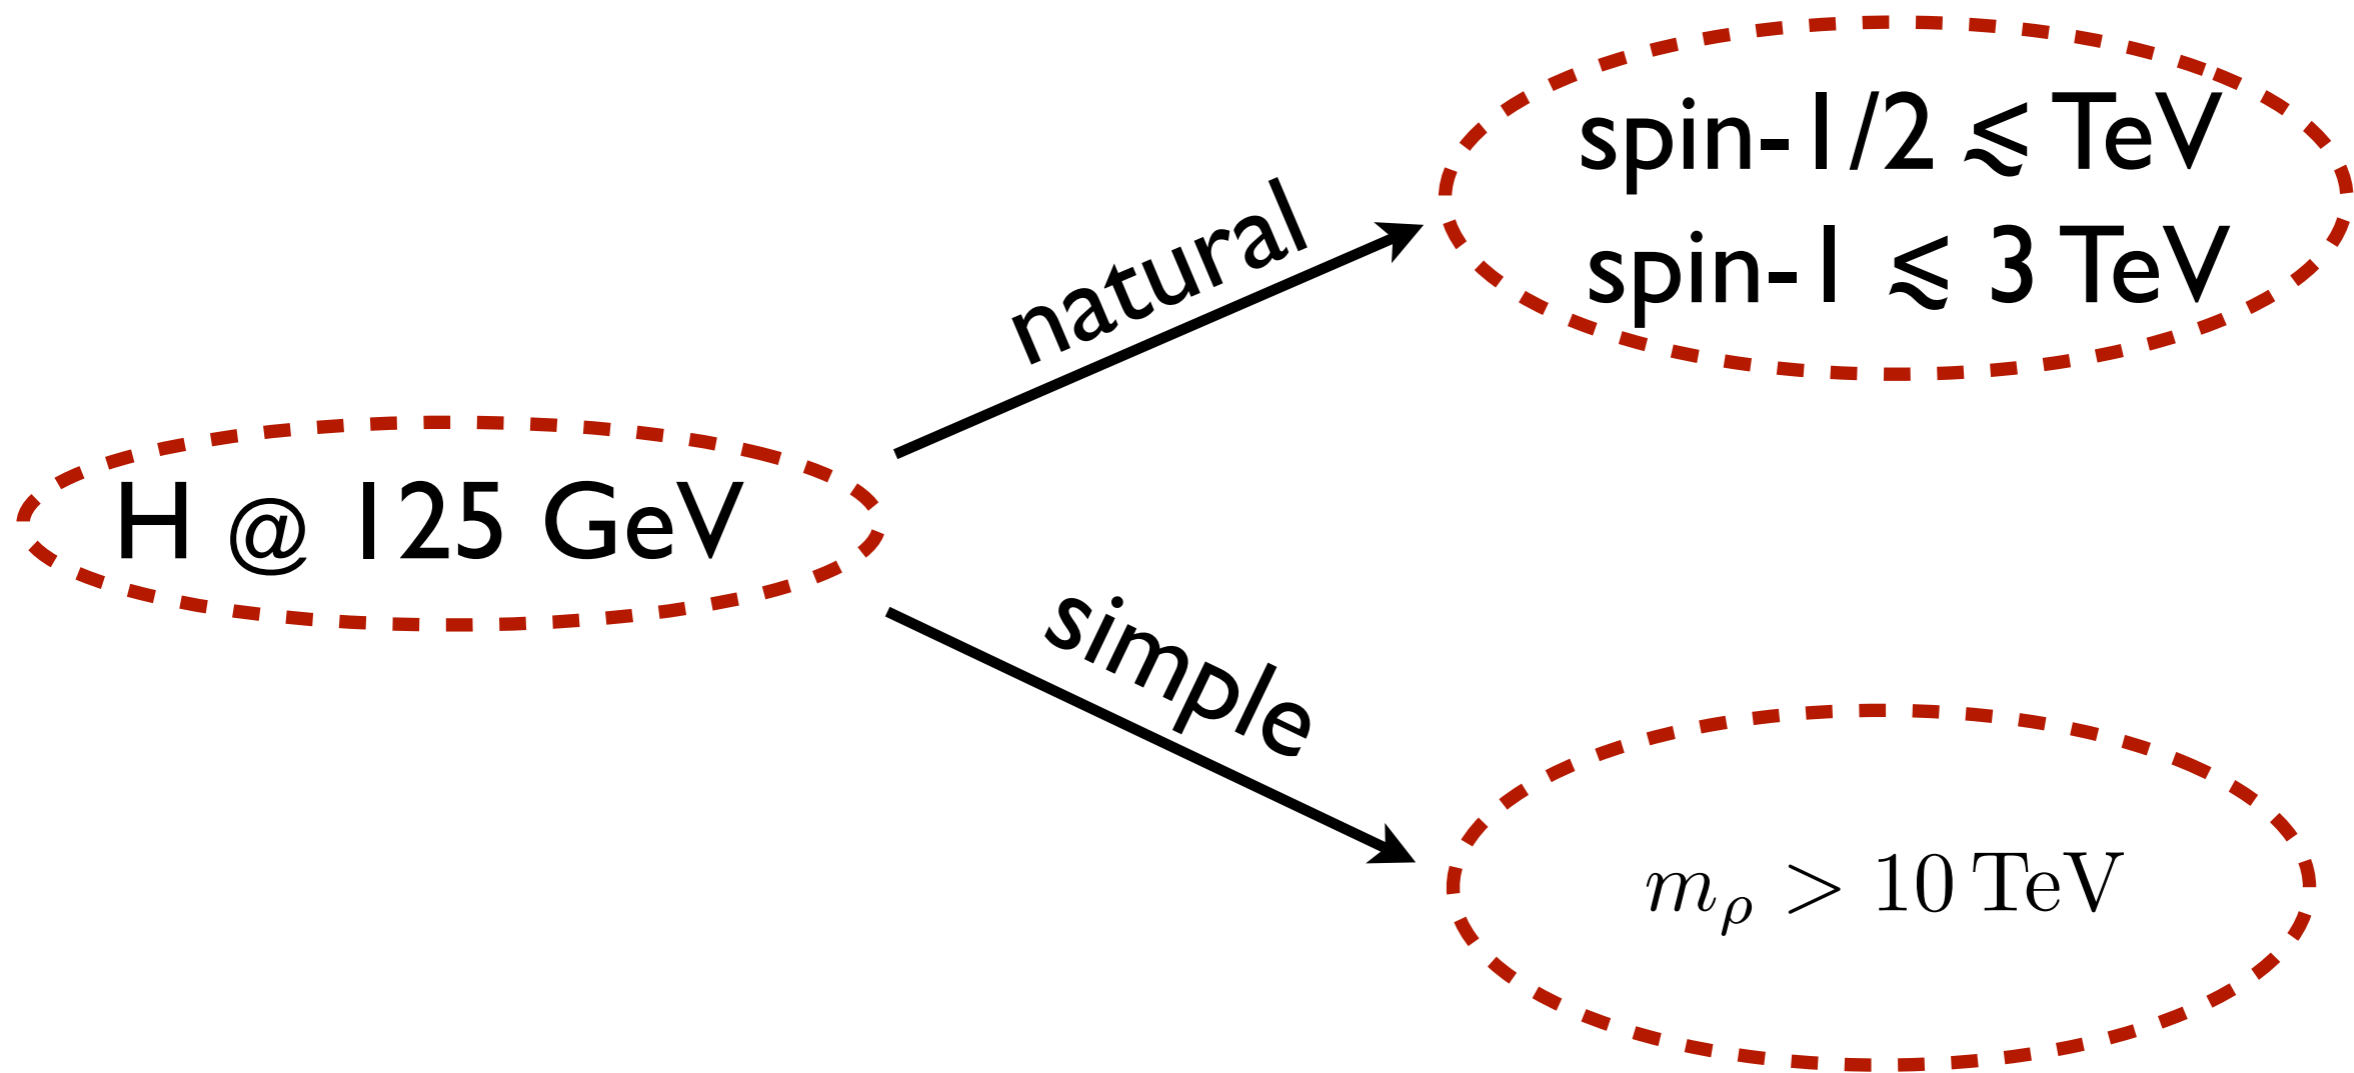 H @ 125 GeV
natural
spin-1/2 ≲ TeV
spin-1 ≲ 3 TeV
simple
m_ρ > 10 TeV